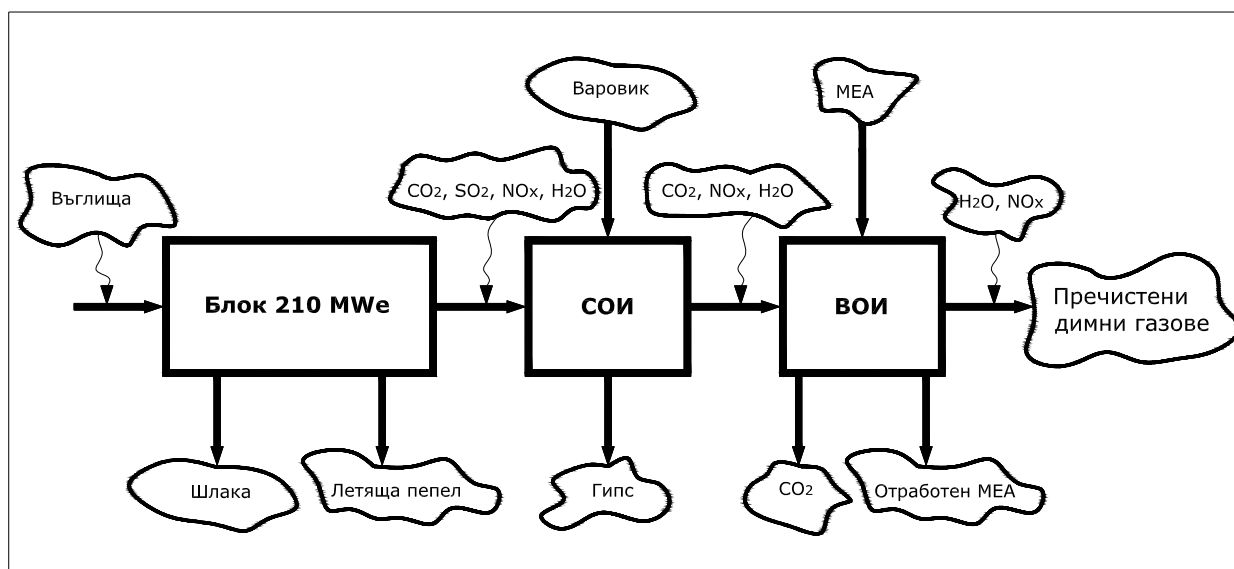 Варовик
МЕА
Въглища
CO2, SO2, NOx, H2O
CO2, NOx, H2O
H2O, NOx
Блок 210 MWe
СОИ
ВОИ
Пречистени
димни газове
Шлака
Летяща пепел
Гипс
CO2
Отработен МЕА